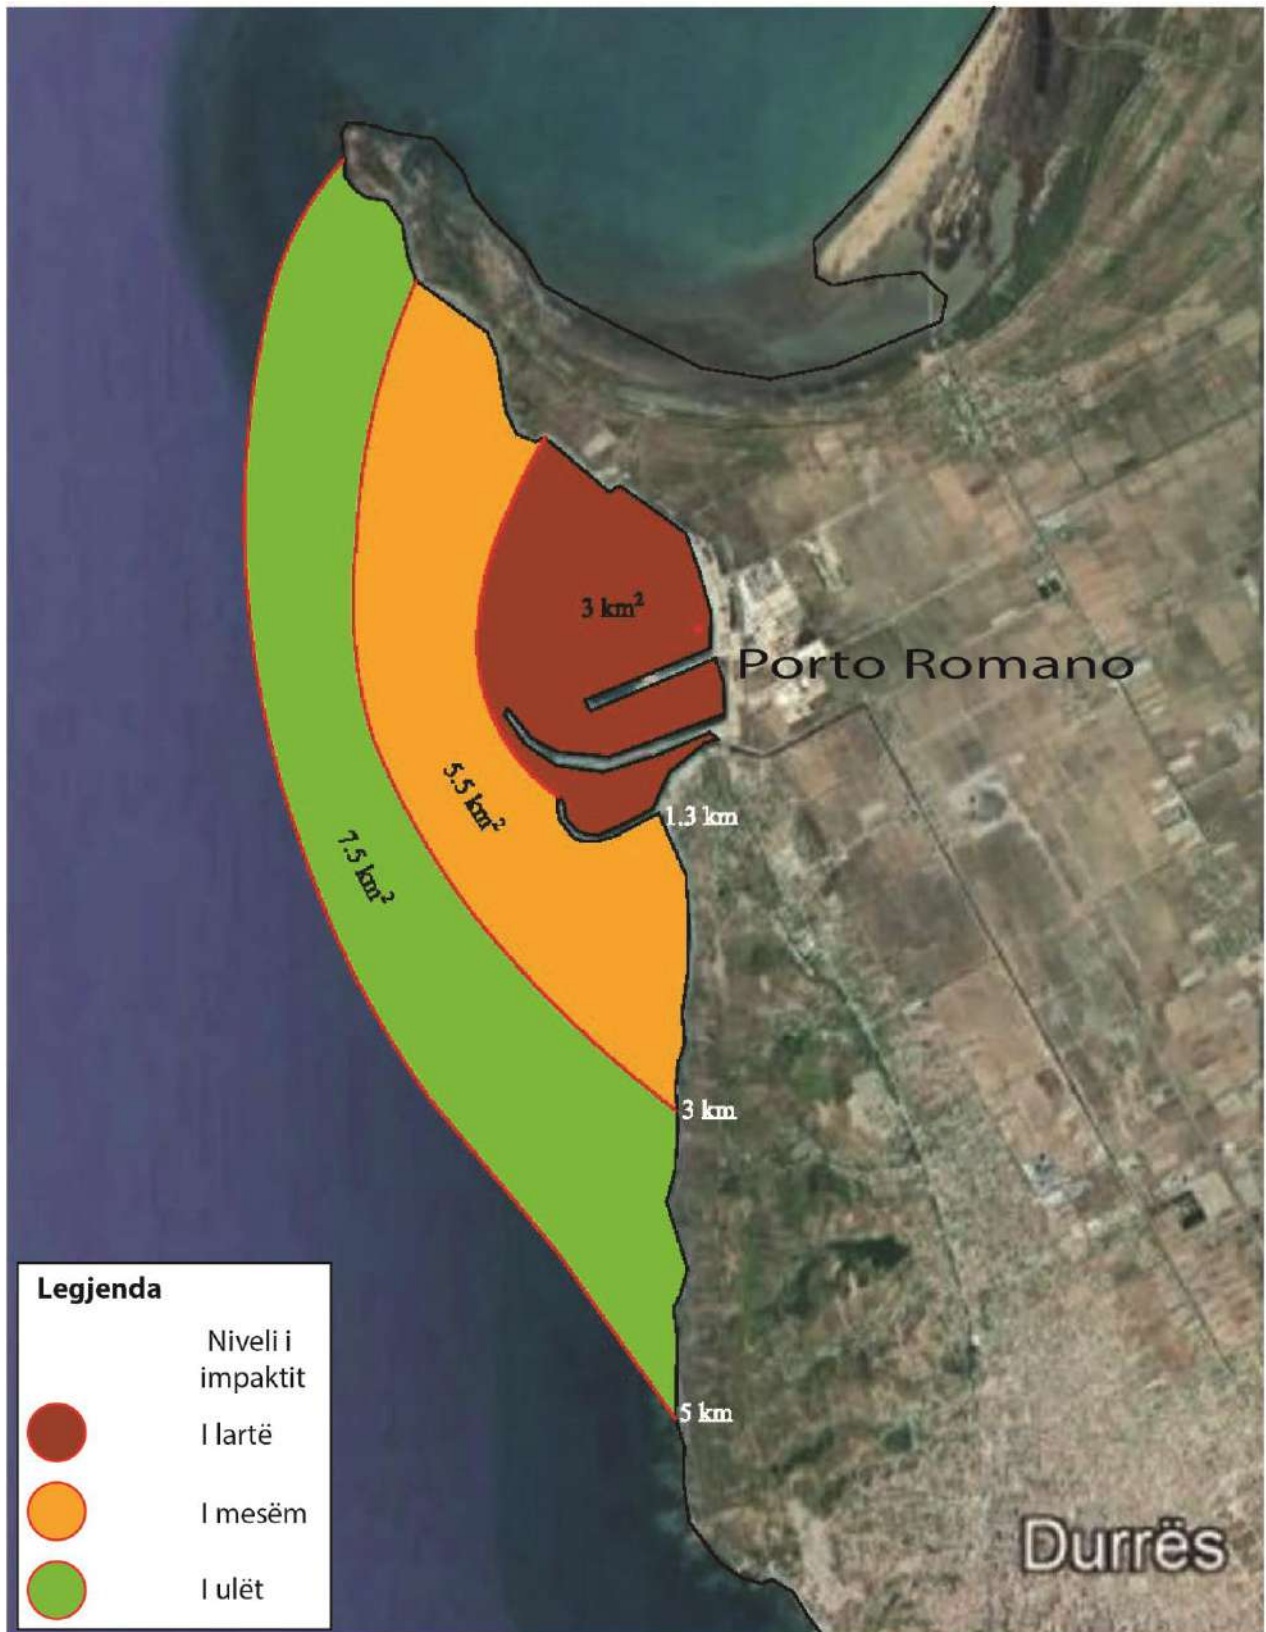 3 km²
Porto Romano
5.5 km²
1.3 km
7.5 km²
3 km
5 km
Legjenda
Niveli i
impaktit
I lartë
I mesëm
I ulët
Durrës